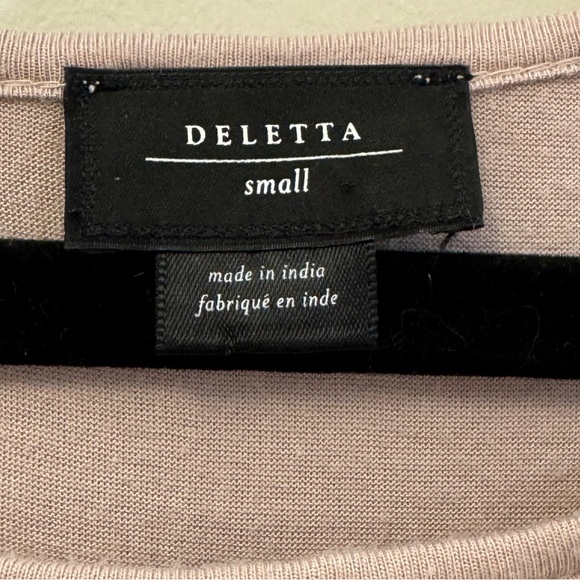 DELETTA
small
made in india
fabriqué en inde